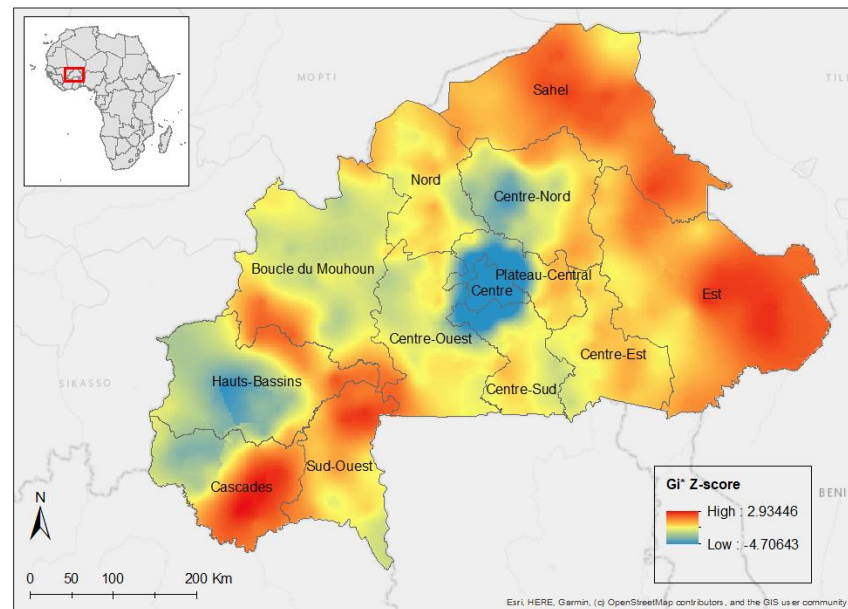 MOPTI
TILL
Sahel
Nord
Centre-Nord
Boucle du Mouhoun
Plateau-Central
Centre
Est
Centre-Ouest
Centre-Est
SIKASSO
Hauts-Bassins
Centre-Sud
Sud-Ouest
Cascades
BENI
Gi* Z-score
High : 2.93446
Low : -4.70643
N
0 50 100 200 Km
Esri, HERE, Garmin, (c) OpenStreetMap contributors, and the GIS user community